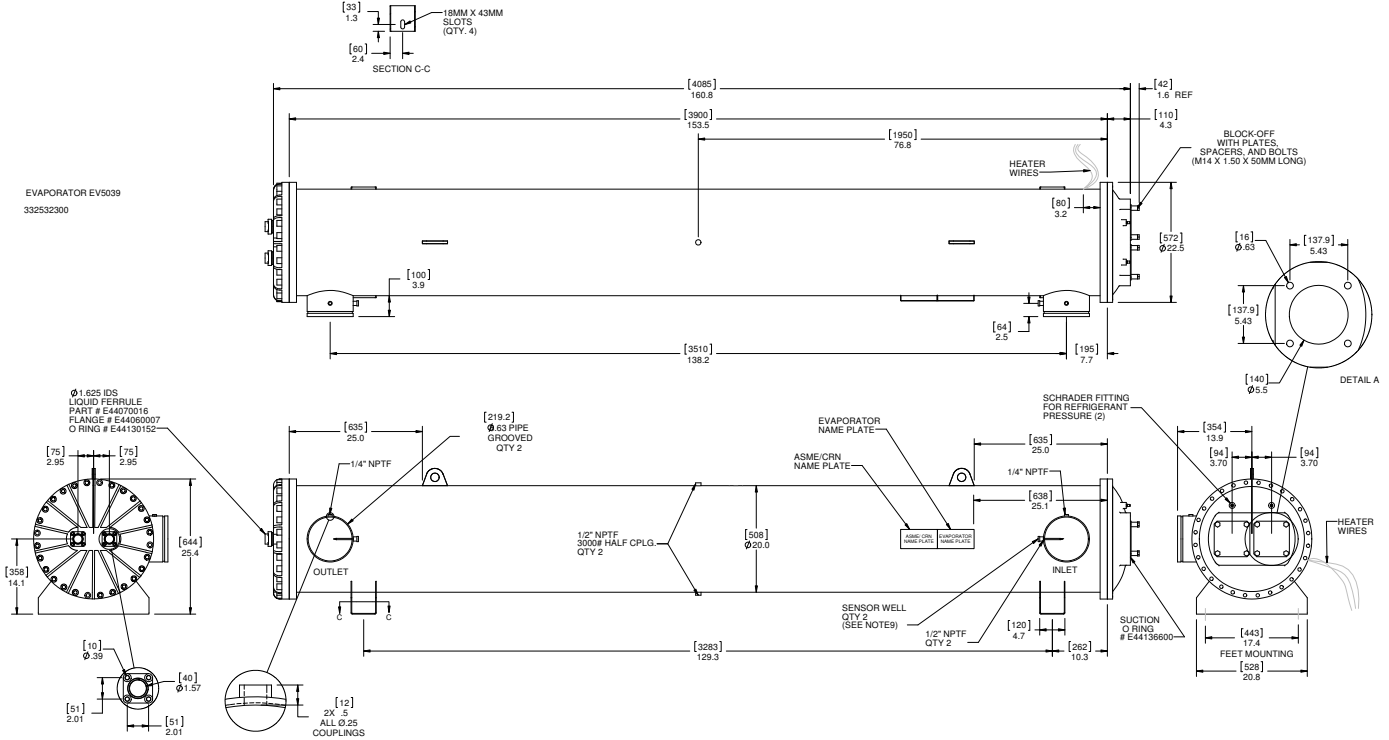 [33]
1.3
18MM X 43MM
SLOTS
(QTY. 4)
[60]
2.4
SECTION C-C
[4085]
160.8
[42]
1.6 REF
[3900]
153.5
[110]
4.3
[1950]
76.8
BLOCK-OFF
WITH PLATES,
SPACERS, AND BOLTS
(M14 X 1.50 X 50MM LONG)
HEATER
WIRES
EVAPORATOR EV5039
332532300
[80]
3.2
[572]
Ø22.5
[16]
Ø.63
[137.9]
5.43
[137.9]
5.43
[100]
3.9
[64]
2.5
[3510]
138.2
[195]
7.7
[140]
Ø5.5
DETAIL A
Ø1.625 IDS
LIQUID FERRULE
PART # E44070016
FLANGE # E44060007
O RING # E44130152
[75]
2.95
[75]
2.95
[635]
25.0
[219.2]
Ø.63 PIPE
GROOVED
QTY 2
1/4" NPTF
EVAPORATOR
NAME PLATE
ASME/CRN
NAME PLATE
[635]
25.0
1/4" NPTF
[638]
25.1
SCHRADER FITTING
FOR REFRIGERANT
PRESSURE (2)
[354]
13.9
[94]
3.70
[94]
3.70
[644]
25.4
[358]
14.1
OUTLET
1/2" NPTF
3000# HALF CPLG.
QTY 2
[508]
Ø20.0
ASME/ CRN
NAME PLATE
EVAPORATOR
NAME PLATE
INLET
HEATER
WIRES
C
C
SENSOR WELL
QTY 2
(SEE NOTE9)
1/2" NPTF
QTY 2
[120]
4.7
SUCTION
O RING
# E44136600
[443]
17.4
FEET MOUNTING
[528]
20.8
[3283]
129.3
[262]
10.3
[10]
Ø.39
[40]
Ø1.57
[51]
2.01
[51]
2.01
[12]
2X .5
ALL Ø.25
COUPLINGS